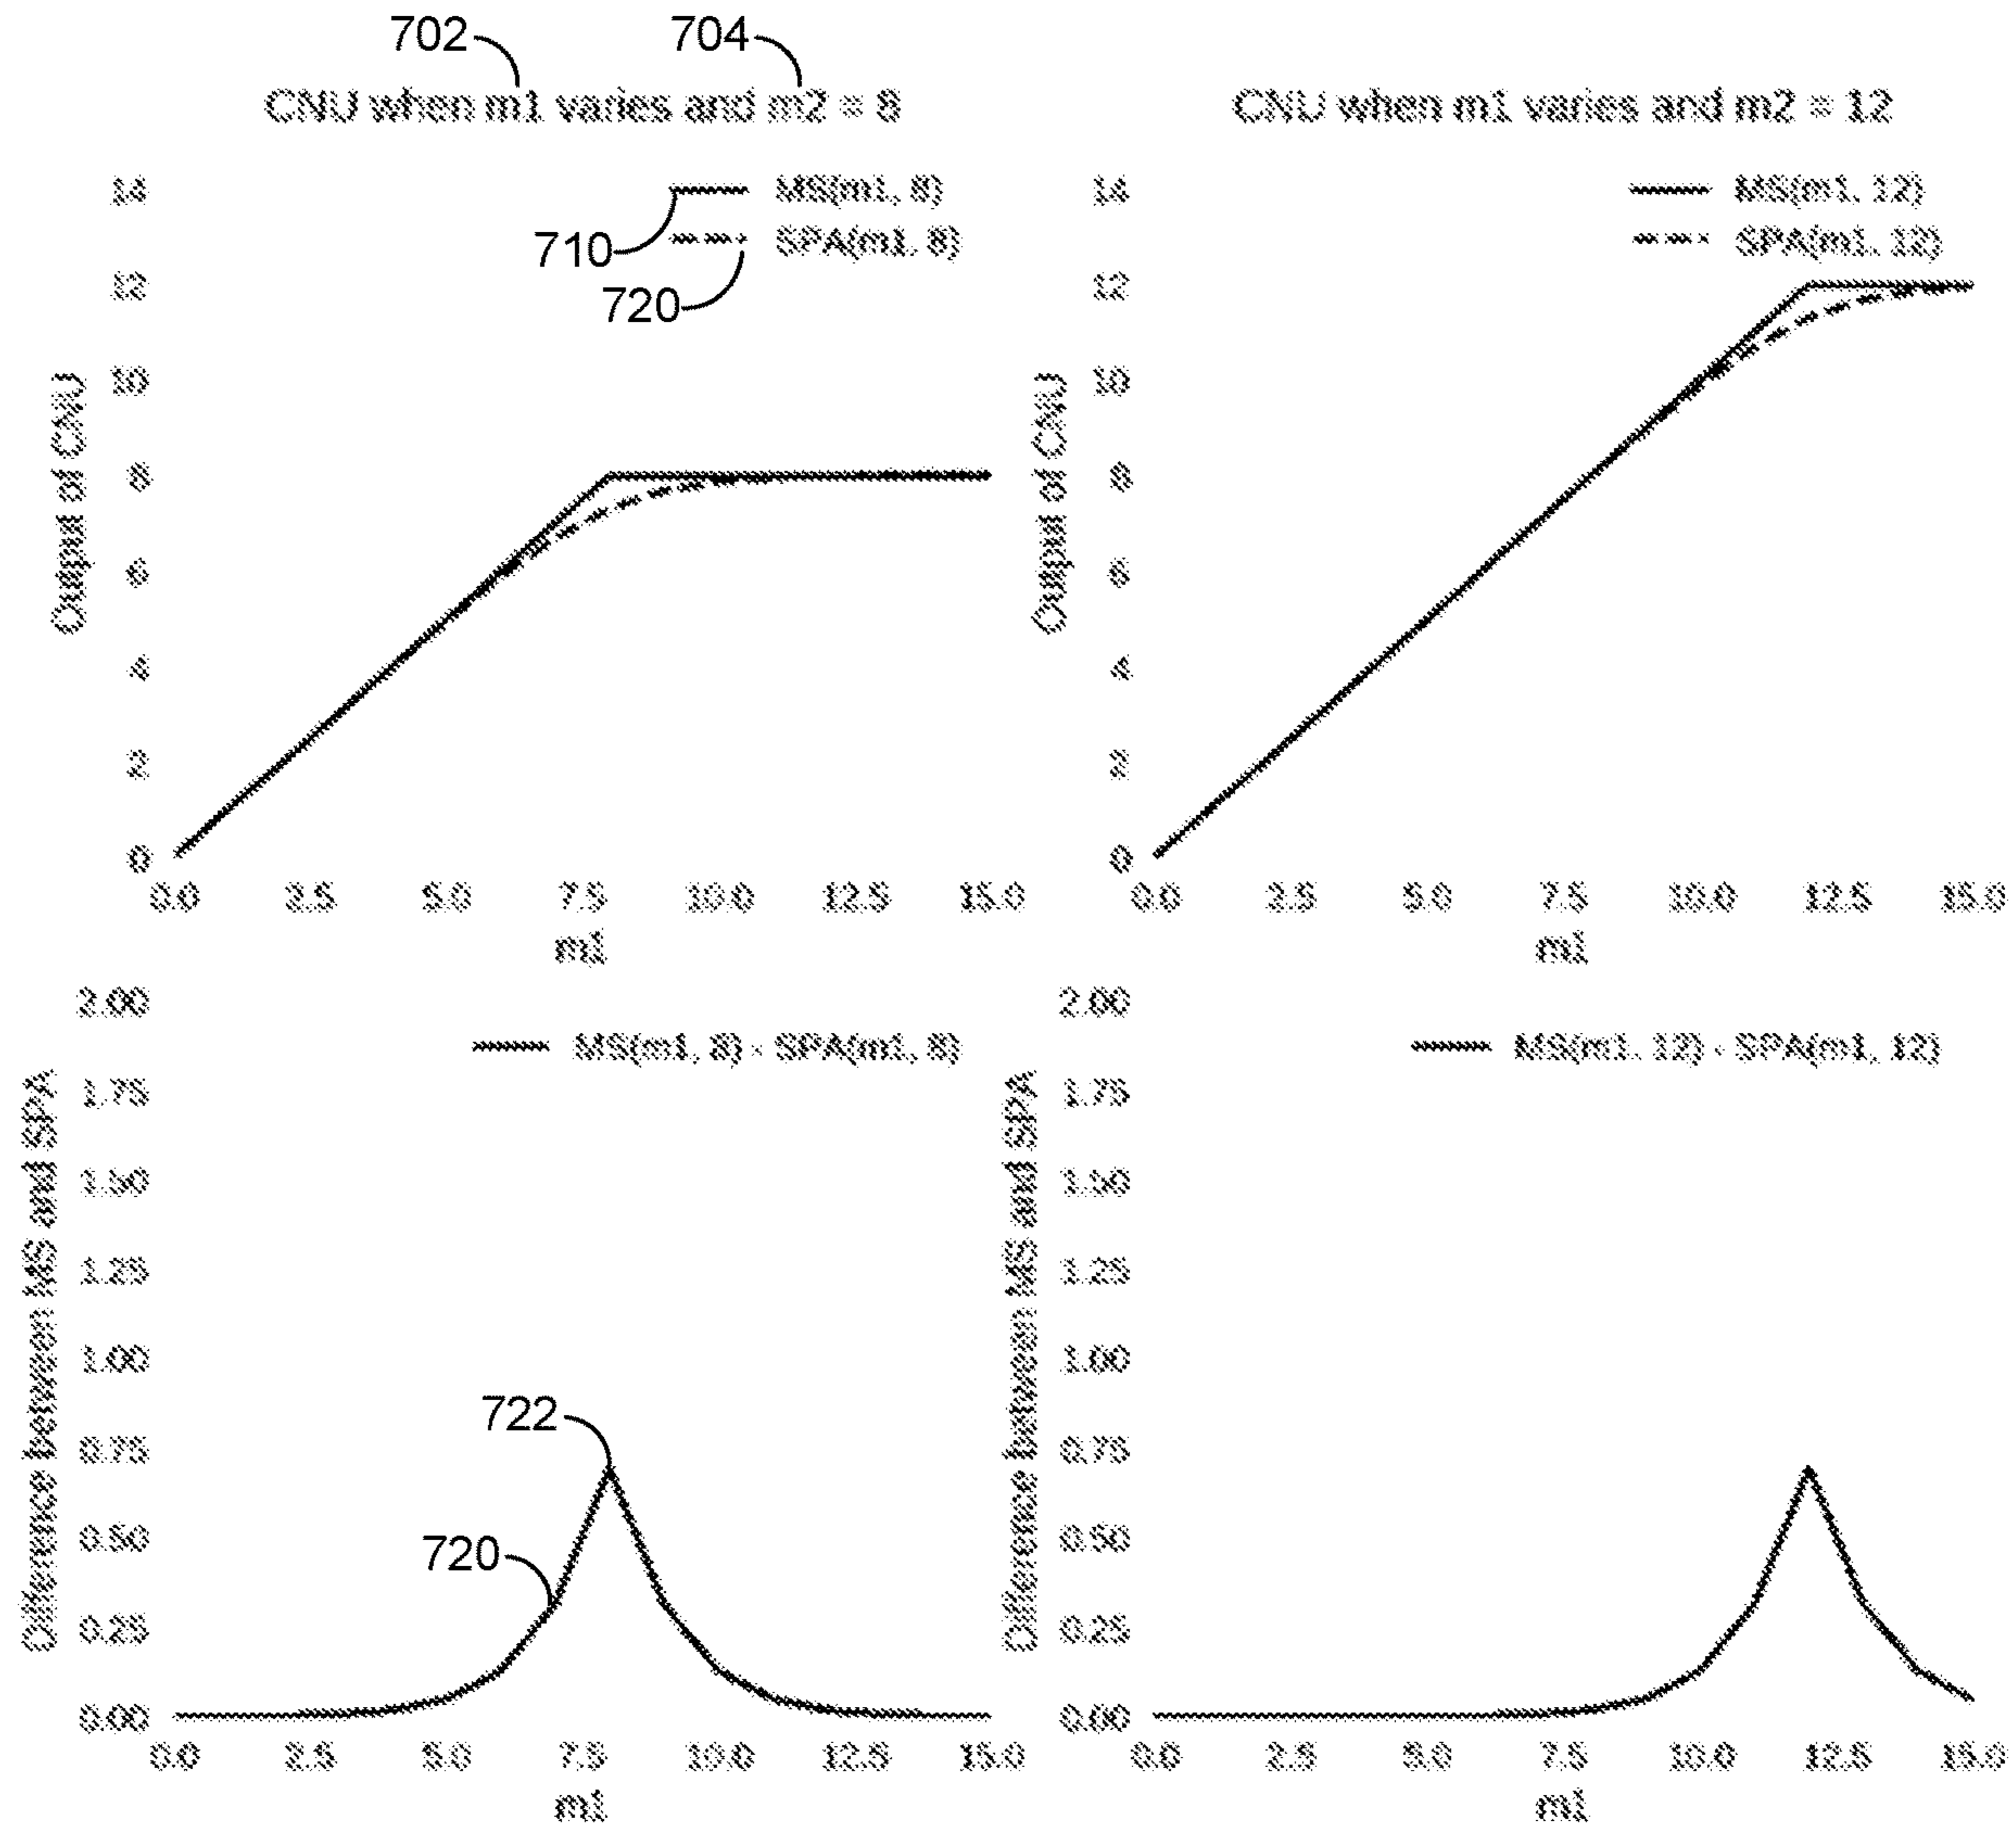 702 704
CNU when m1 varies and m2 = 8
14
12
10
8
6
4
2
0
Output of CNU
MS(m1, 8)
SPA(m1, 8)
710
720
0.0 2.5 5.0 7.5 10.0 12.5 15.0
m1
CNU when m1 varies and m2 = 12
14
12
10
8
6
4
2
0
Output of CNU
MS(m1, 12)
SPA(m1, 12)
0.0 2.5 5.0 7.5 10.0 12.5 15.0
m1
2.00
1.75
1.50
1.25
1.00
0.75
0.50
0.25
0.00
Difference between MS and SPA
MS(m1, 8) - SPA(m1, 8)
722
720
0.0 2.5 5.0 7.5 10.0 12.5 15.0
m1
2.00
1.75
1.50
1.25
1.00
0.75
0.50
0.25
0.00
Difference between MS and SPA
MS(m1, 12) - SPA(m1, 12)
0.0 2.5 5.0 7.5 10.0 12.5 15.0
m1